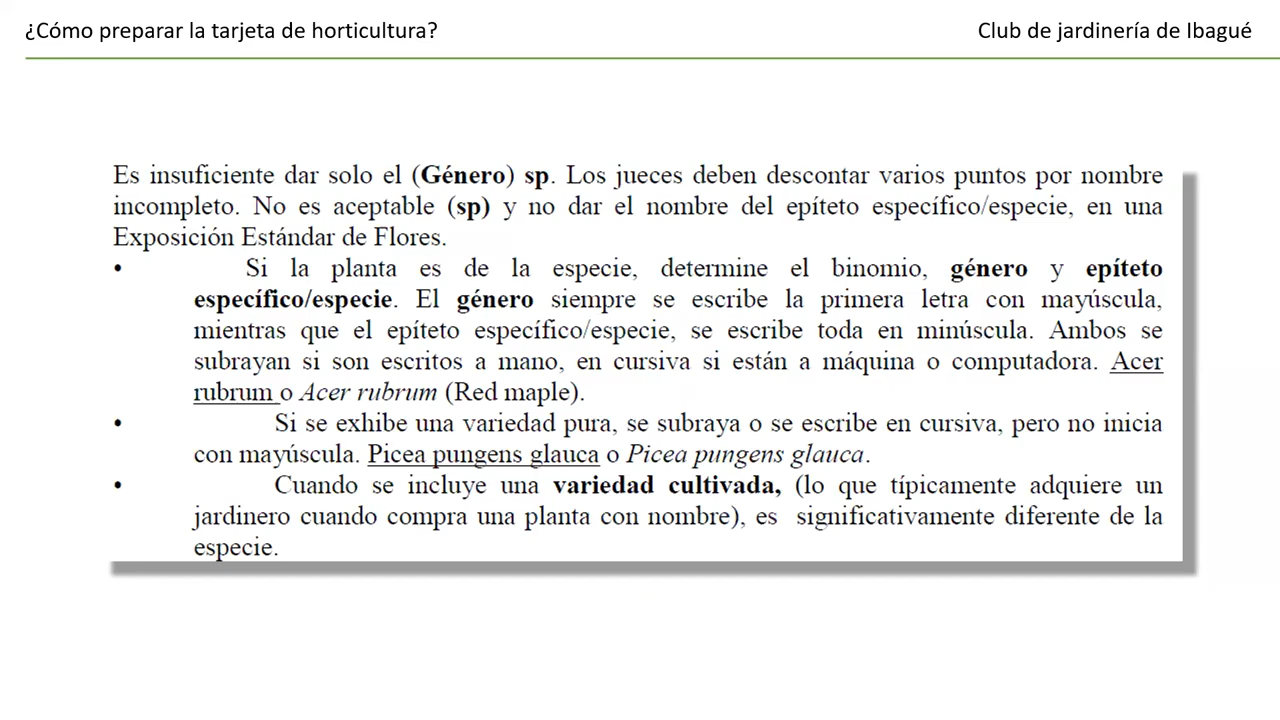 ¿Cómo preparar la tarjeta de horticultura?
Club de jardinería de Ibagué
Es insuficiente dar solo el (Género) sp. Los jueces deben descontar varios puntos por nombre
incompleto. No es aceptable (sp) y no dar el nombre del epíteto específico/especie, en una
Exposición Estándar de Flores.
• Si la planta es de la especie, determine el binomio, género y epíteto
específico/especie. El género siempre se escribe la primera letra con mayúscula,
mientras que el epíteto específico/especie, se escribe toda en minúscula. Ambos se
subrayan si son escritos a mano, en cursiva si están a máquina o computadora. Acer
rubrum o Acer rubrum (Red maple).
• Si se exhibe una variedad pura, se subraya o se escribe en cursiva, pero no inicia
con mayúscula. Picea pungens glauca o Picea pungens glauca.
• Cuando se incluye una variedad cultivada, (lo que típicamente adquiere un
jardinero cuando compra una planta con nombre), es significativamente diferente de la
especie.